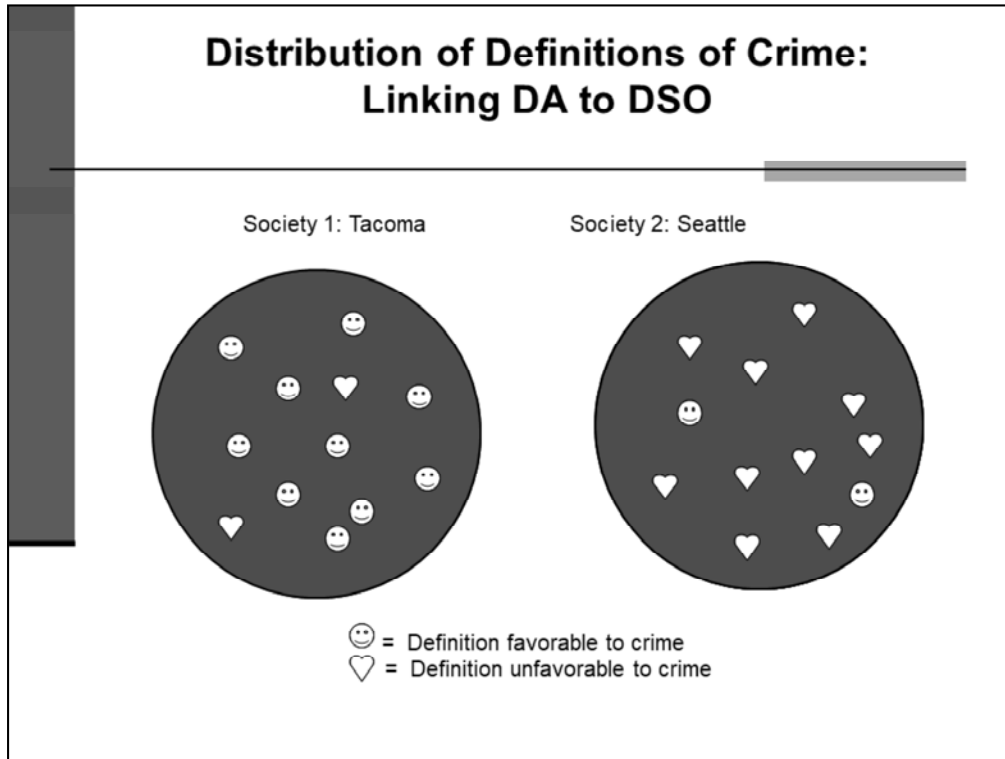 Distribution of Definitions of Crime:
Linking DA to DSO
Society 1: Tacoma
Society 2: Seattle
= Definition favorable to crime
= Definition unfavorable to crime